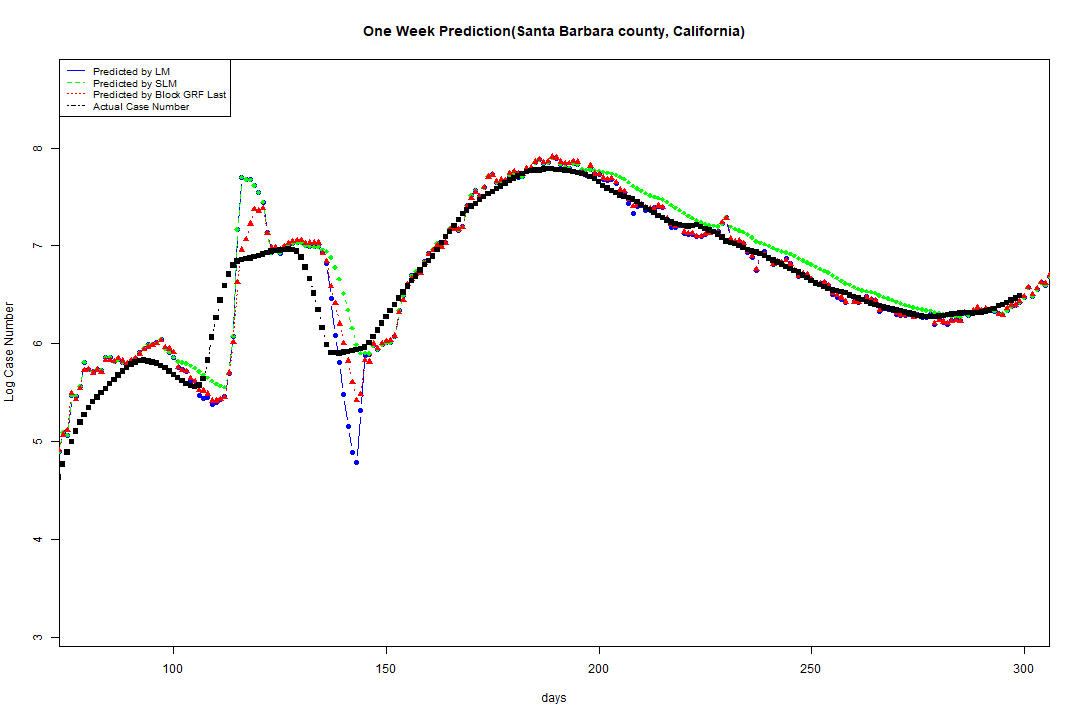 One Week Prediction(Santa Barbara county, California)
Predicted by LM
Predicted by SLM
Predicted by Block GRF Last
Actual Case Number
8
7
6
5
4
3
Log Case Number
100 150 200 250 300
days